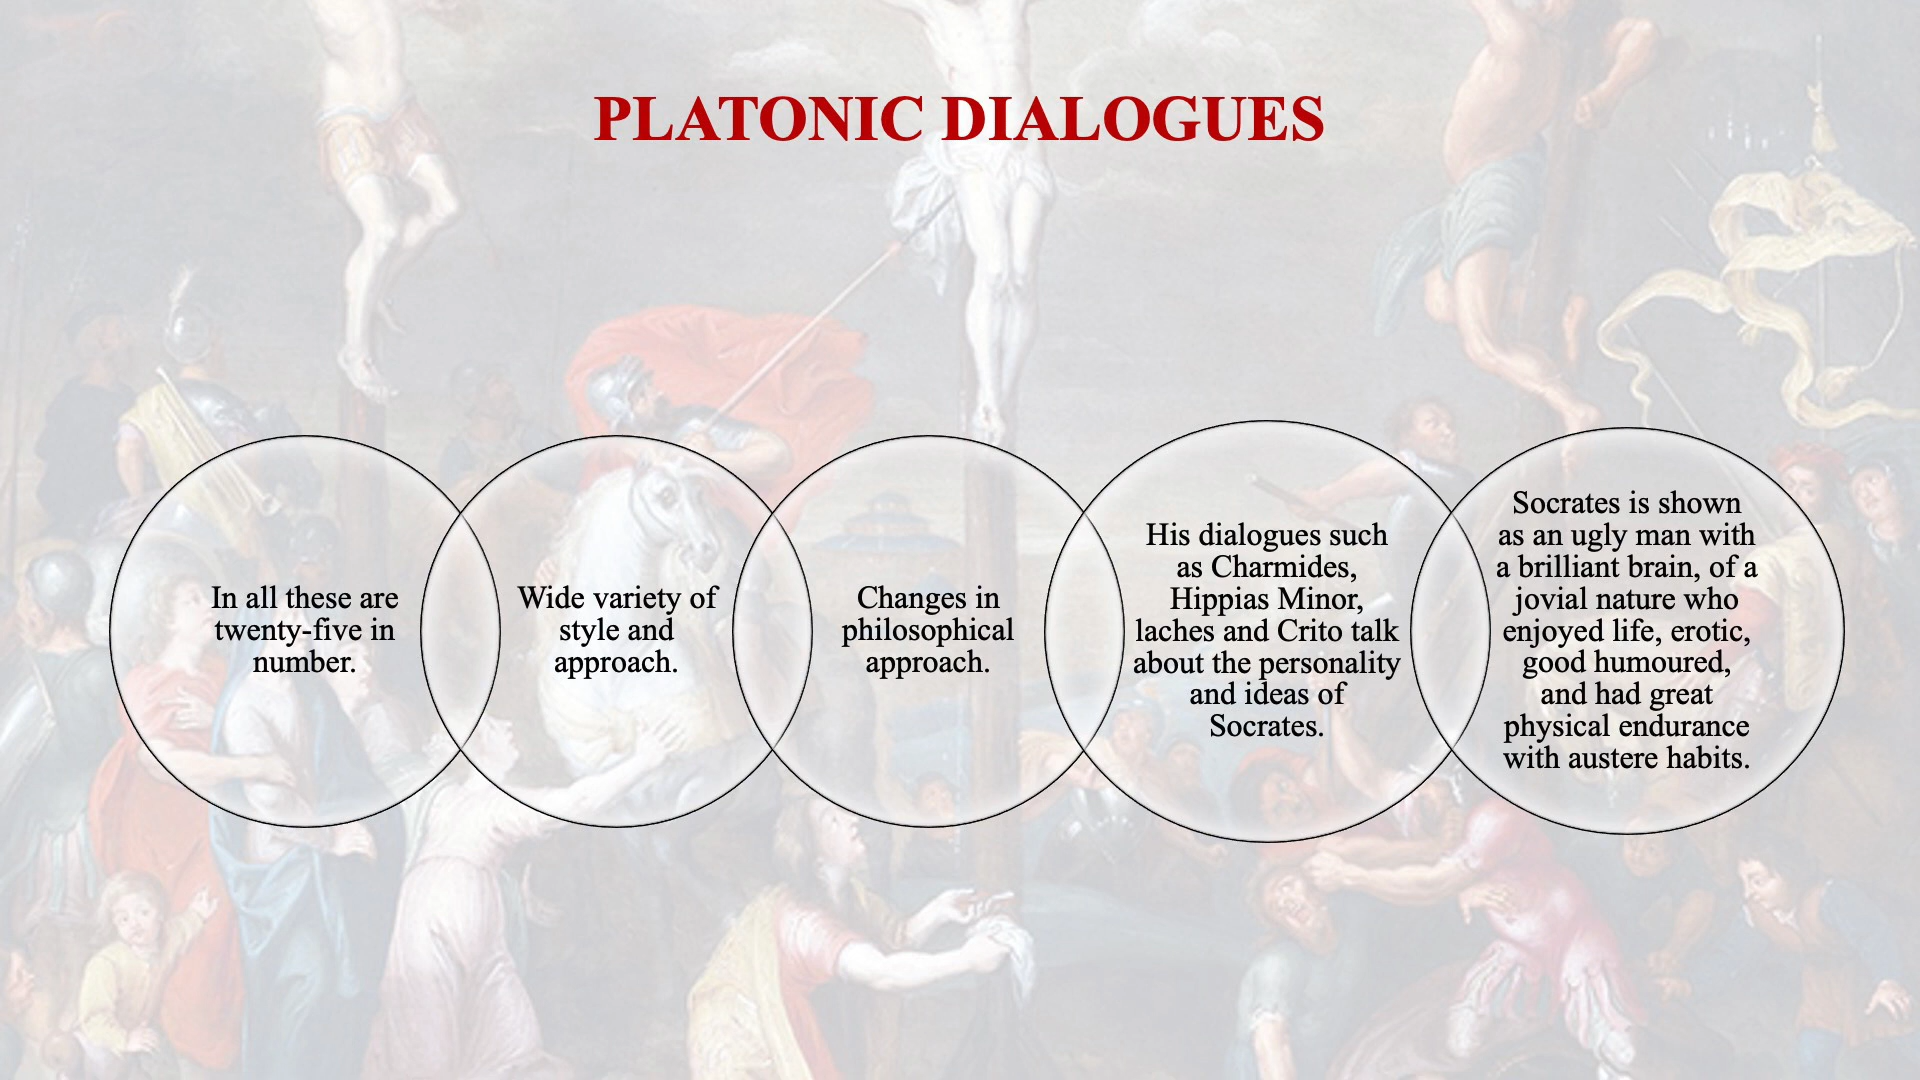 PLATONIC DIALOGUES
In all these are
twenty-five in
number.
Wide variety of
style and
approach.
Changes in
philosophical
approach.
His dialogues such
as Charmides,
Hippias Minor,
laches and Crito talk
about the personality
and ideas of
Socrates.
Socrates is shown
as an ugly man with
a brilliant brain, of a
jovial nature who
enjoyed life, erotic,
good humoured,
and had great
physical endurance
with austere habits.